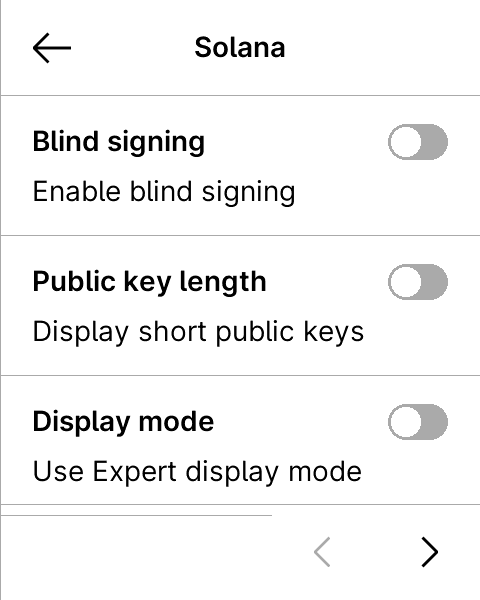 Solana
Blind signing
Enable blind signing
Public key length
Display short public keys
Display mode
Use Expert display mode